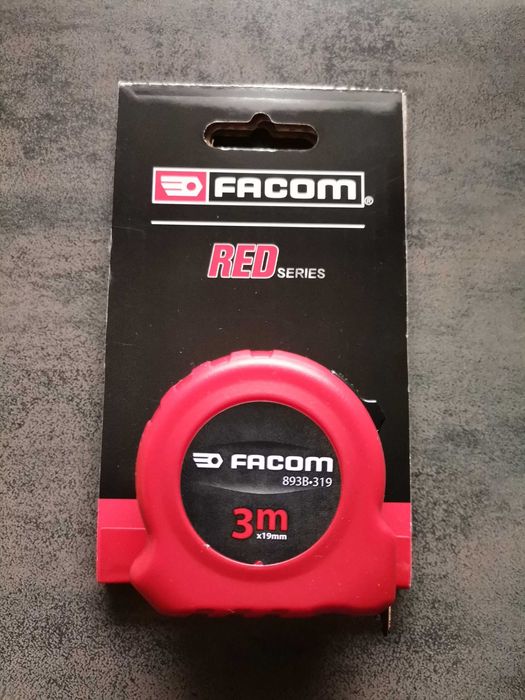 FACOM®
RED SERIES
FACOM
893B•319
3m
x19mm